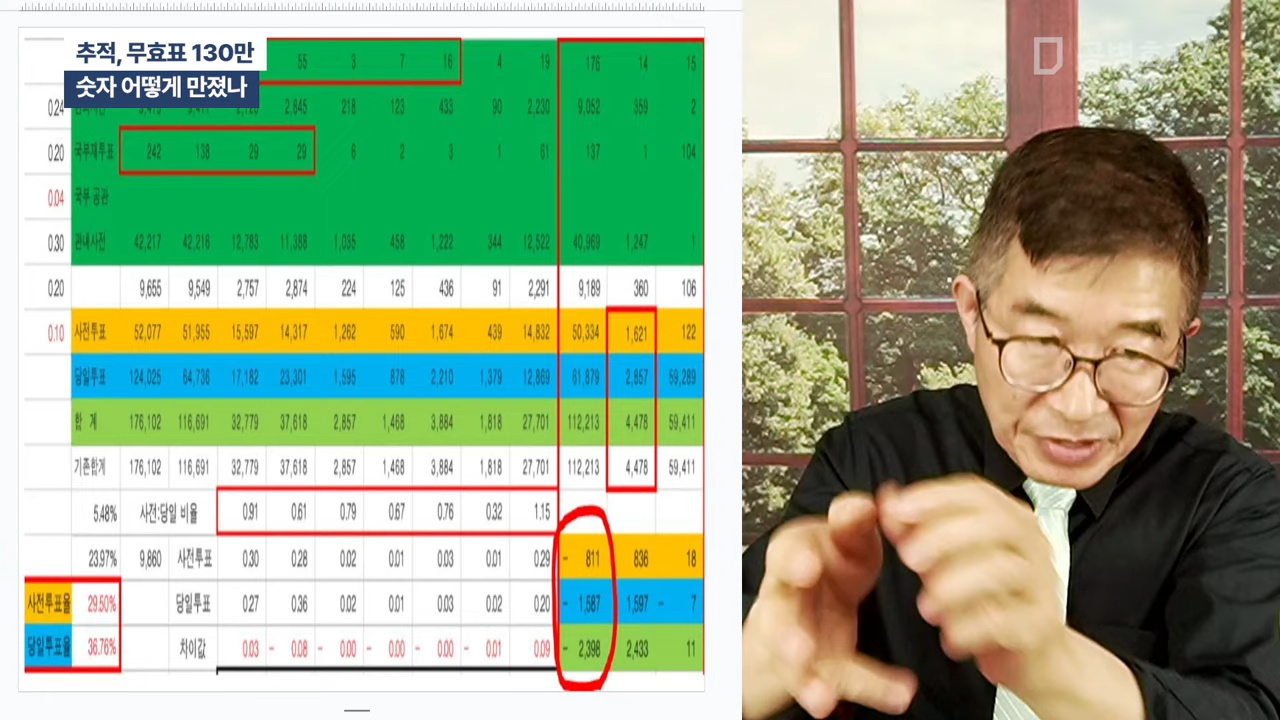 추적, 무효표 130만
숫자 어떻게 만졌나
55 3 7 16 4 19 176 14 15
0.24 2,845 218 123 433 90 2,230 9,052 359 2
0.20 국부재투표 242 138 29 29 6 2 3 1 61 137 1 104
0.04 국부 공관
0.30 관내사전 42,217 42,216 12,783 11,388 1,035 458 1,222 344 12,522 40,969 1,247 1
0.20 9,655 9,549 2,757 2,874 224 125 436 91 2,291 9,189 360 106
0.10 사전투표 52,077 51,955 15,597 14,317 1,262 590 1,674 439 14,832 50,334 1,621 122
당일투표 124,025 64,736 17,182 23,301 1,595 878 2,210 1,379 12,869 61,879 2,857 59,289
합 계 176,102 116,691 32,779 37,618 2,857 1,468 3,884 1,818 27,701 112,213 4,478 59,411
기존합계 176,102 116,691 32,779 37,618 2,857 1,468 3,884 1,818 27,701 112,213 4,478 59,411
5.48% 사전:당일 비율 0.91 0.61 0.79 0.67 0.76 0.32 1.15
23.97% 9,860 사전투표 0.30 0.28 0.02 0.01 0.03 0.01 0.29 - 811 836 18
사전투표율 29.50% 당일투표 0.27 0.36 0.02 0.01 0.03 0.02 0.20 - 1,587 1,597 - 7
당일투표율 36.76% 차이값 0.03 - 0.08 - 0.00 - 0.00 - 0.00 - 0.01 0.09 - 2,398 2,433 11